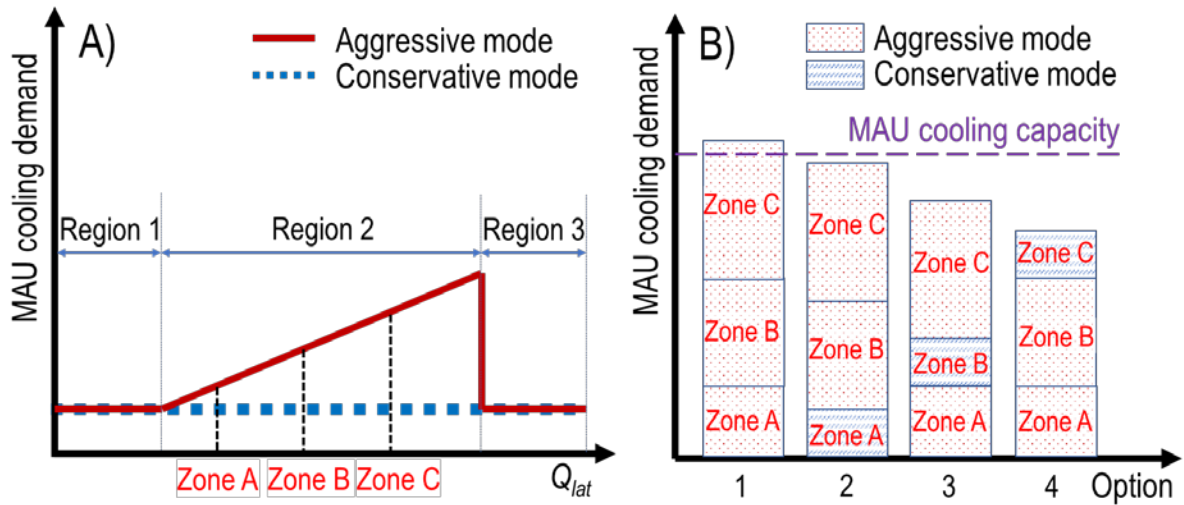 A)
Aggressive mode
Conservative mode
MAU cooling demand
Region 1
Region 2
Region 3
Zone A
Zone B
Zone C
Qlat
B)
Aggressive mode
Conservative mode
MAU cooling demand
MAU cooling capacity
Zone C
Zone B
Zone A
Zone C
Zone B
Zone A
Zone C
Zone B
Zone A
Zone C
Zone B
Zone A
1
2
3
4
Option